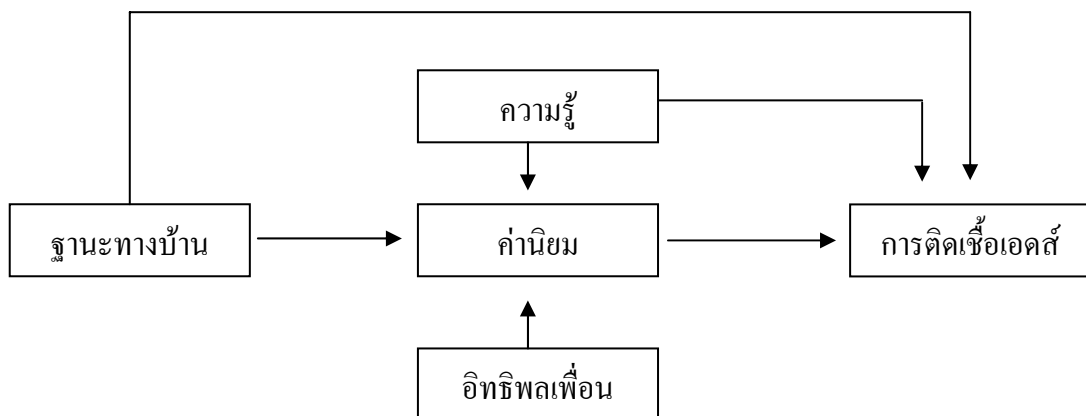 ความรู้
ฐานะทางบ้าน
ค่านิยม
การติดเชื้อเอดส์
อิทธิพลเพื่อน